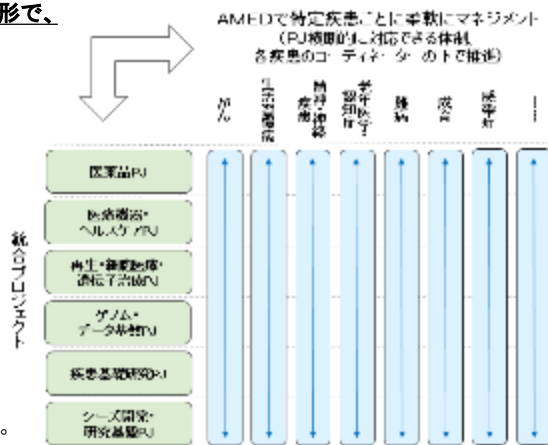 形で、
AMEDで特定疾患ごとに柔軟にマネジメント
（PJ横断的に対応できる体制、
各疾患のコーディネーターの下で推進）
がん
生活習慣病
精神・神経
疾患
老年医学・
認知症
難病
成育
感染症
……
統合プロジェクト
医薬品PJ
医療機器・
ヘルスケアPJ
再生・細胞医療・
遺伝子治療PJ
ゲノム・
データ基盤PJ
疾患基礎研究PJ
シーズ開発・
研究基盤PJ
。